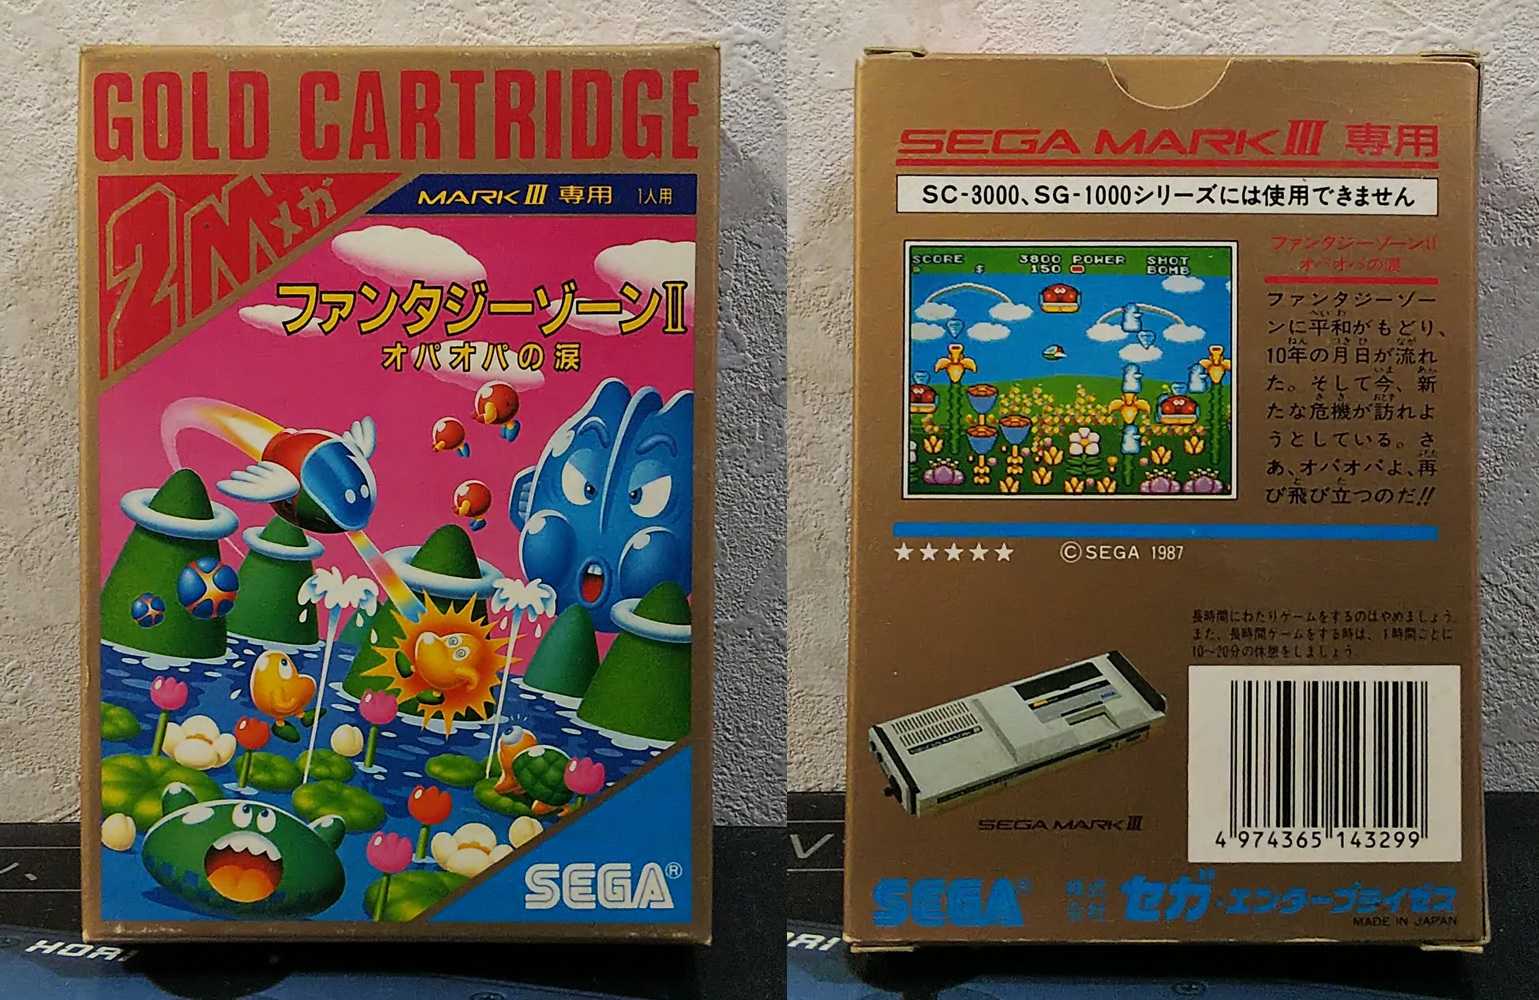 GOLD CARTRIDGE
2Mメガ
MARK III 専用 1人用
ファンタジーゾーンII
オパオパの涙
SEGA®
HORI
SEGA MARK III 専用
SC-3000、SG-1000シリーズには使用できません
SCORE 3800 POWER SHOT
$ 150 BOMB
ファンタジーゾーンII
オパオパの涙
ファンタジーゾー
ンに平和がもどり、
10年の月日が流れ
た。そして今、新
たな危機が訪れよ
うとしている。さ
あ、オパオパよ、再
び飛び立つのだ!!
★★★★★ ©SEGA 1987
長時間にわたりゲームをするのはやめましょう。
また、長時間ゲームをする時は、1時間ごとに
10〜20分の休憩をしましょう。
SEGA MARK III
4 974365 143299
SEGA® 株式会社 セガ・エンタープライゼス
MADE IN JAPAN